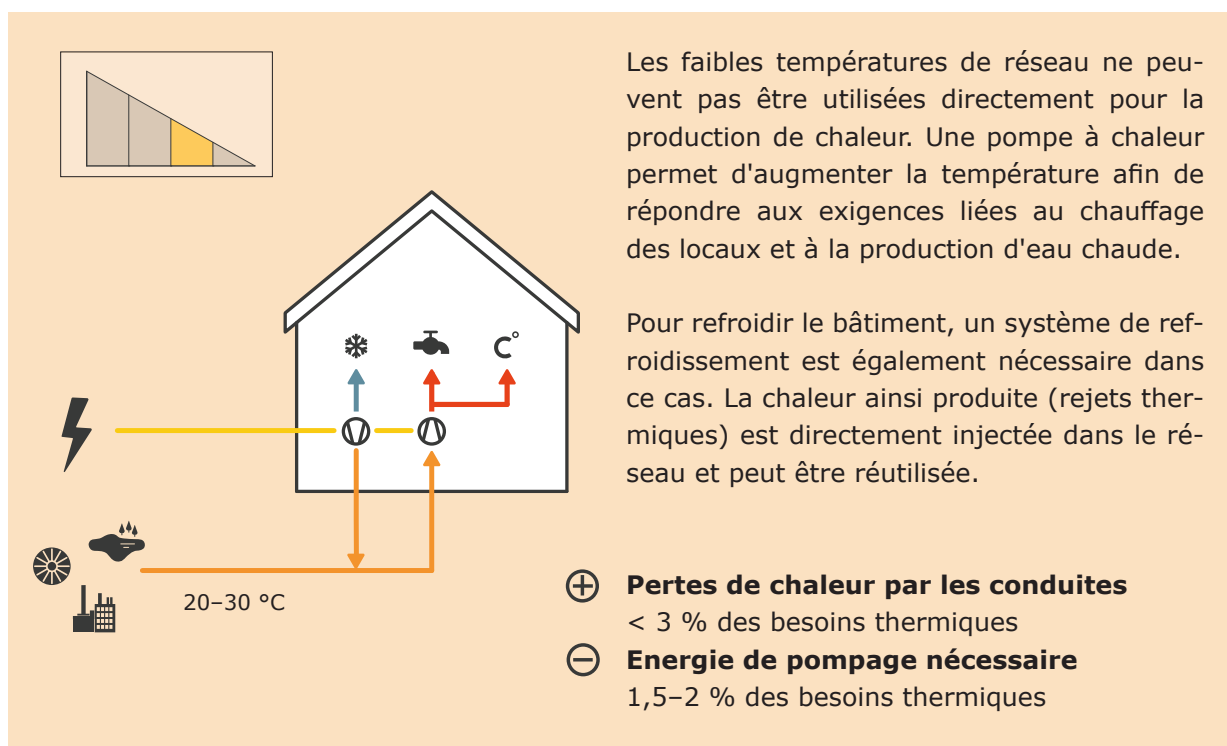 Les faibles températures de réseau ne peu-
vent pas être utilisées directement pour la
production de chaleur. Une pompe à chaleur
permet d'augmenter la température afin de
répondre aux exigences liées au chauffage
des locaux et à la production d'eau chaude.
Pour refroidir le bâtiment, un système de ref-
roidissement est également nécessaire dans
ce cas. La chaleur ainsi produite (rejets ther-
miques) est directement injectée dans le ré-
seau et peut être réutilisée.
C°
20–30 °C
Pertes de chaleur par les conduites
< 3 % des besoins thermiques
Energie de pompage nécessaire
1,5–2 % des besoins thermiques